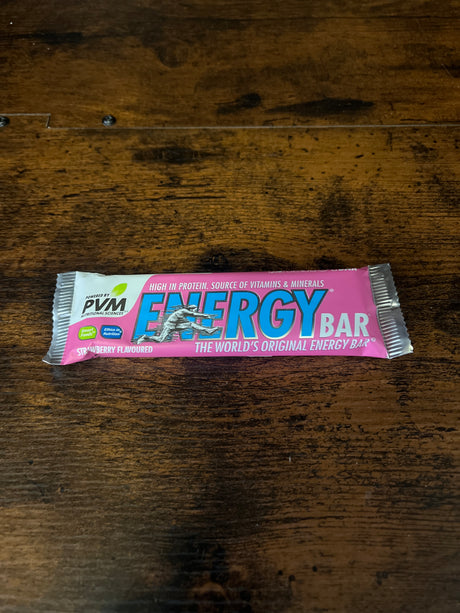 POWERED BY
PVM
NUTRITIONAL SCIENCES
HIGH IN PROTEIN. SOURCE OF VITAMINS & MINERALS
ENERGY
BAR
THE WORLD'S ORIGINAL ENERGY BAR
STRAWBERRY FLAVOURED